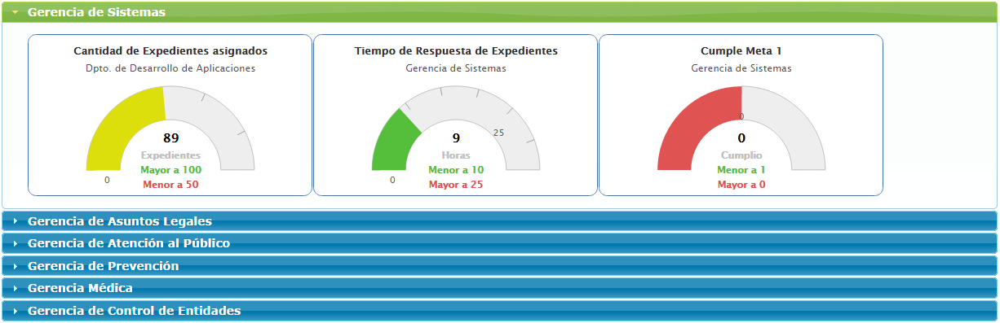 Gerencia de Sistemas
Cantidad de Expedientes asignados
Dpto. de Desarrollo de Aplicaciones
89
Expedientes
Mayor a 100
Menor a 50
0
Tiempo de Respuesta de Expedientes
Gerencia de Sistemas
25
9
Horas
Menor a 10
Mayor a 25
0
Cumple Meta 1
Gerencia de Sistemas
0
0
Cumplio
Menor a 1
Mayor a 0
Gerencia de Asuntos Legales
Gerencia de Atención al Público
Gerencia de Prevención
Gerencia Médica
Gerencia de Control de Entidades